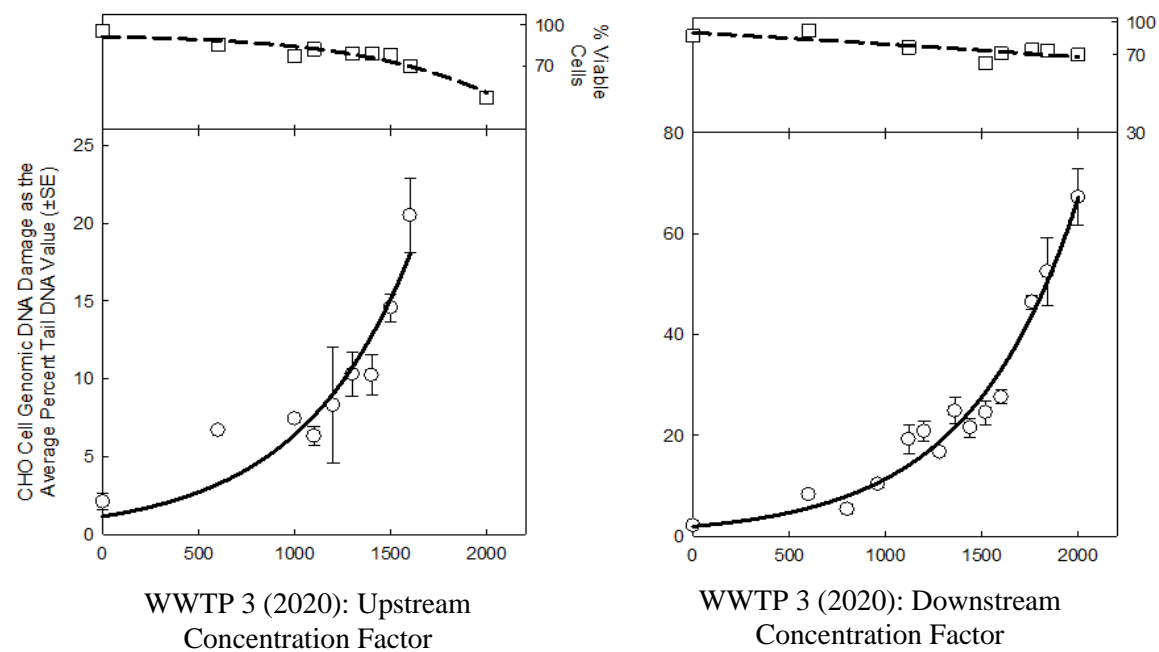 100
70
% Viable
Cells
25
20
15
10
5
0
CHO Cell Genomic DNA Damage as the
Average Percent Tail DNA Value (±SE)
0 500 1000 1500 2000
WWTP 3 (2020): Upstream
Concentration Factor
100
70
30
80
60
40
20
0
0 500 1000 1500 2000
WWTP 3 (2020): Downstream
Concentration Factor